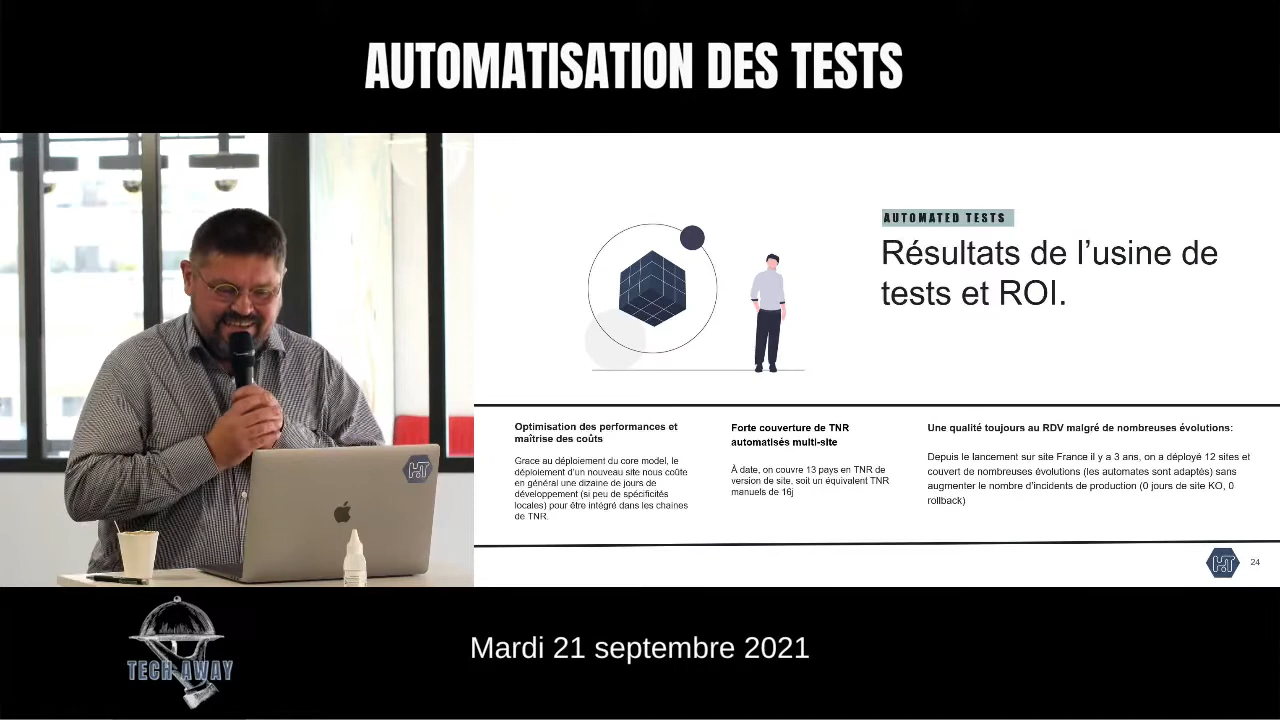 AUTOMATISATION DES TESTS
AUTOMATED TESTS
Résultats de l’usine de
tests et ROI.
Optimisation des performances et
maîtrise des coûts
Grace au déploiement du core model, le
déploiement d’un nouveau site nous coûte
en général une dizaine de jours de
développement (si peu de spécificités
locales) pour être intégré dans les chaines
de TNR.
Forte couverture de TNR
automatisés multi-site
À date, on couvre 13 pays en TNR de
version de site, soit un équivalent TNR
manuels de 16j
Une qualité toujours au RDV malgré de nombreuses évolutions:
Depuis le lancement sur site France il y a 3 ans, on a déployé 12 sites et
couvert de nombreuses évolutions (les automates sont adaptés) sans
augmenter le nombre d’incidents de production (0 jours de site KO, 0
rollback)
HT
HT
24
TECH AWAY
Mardi 21 septembre 2021